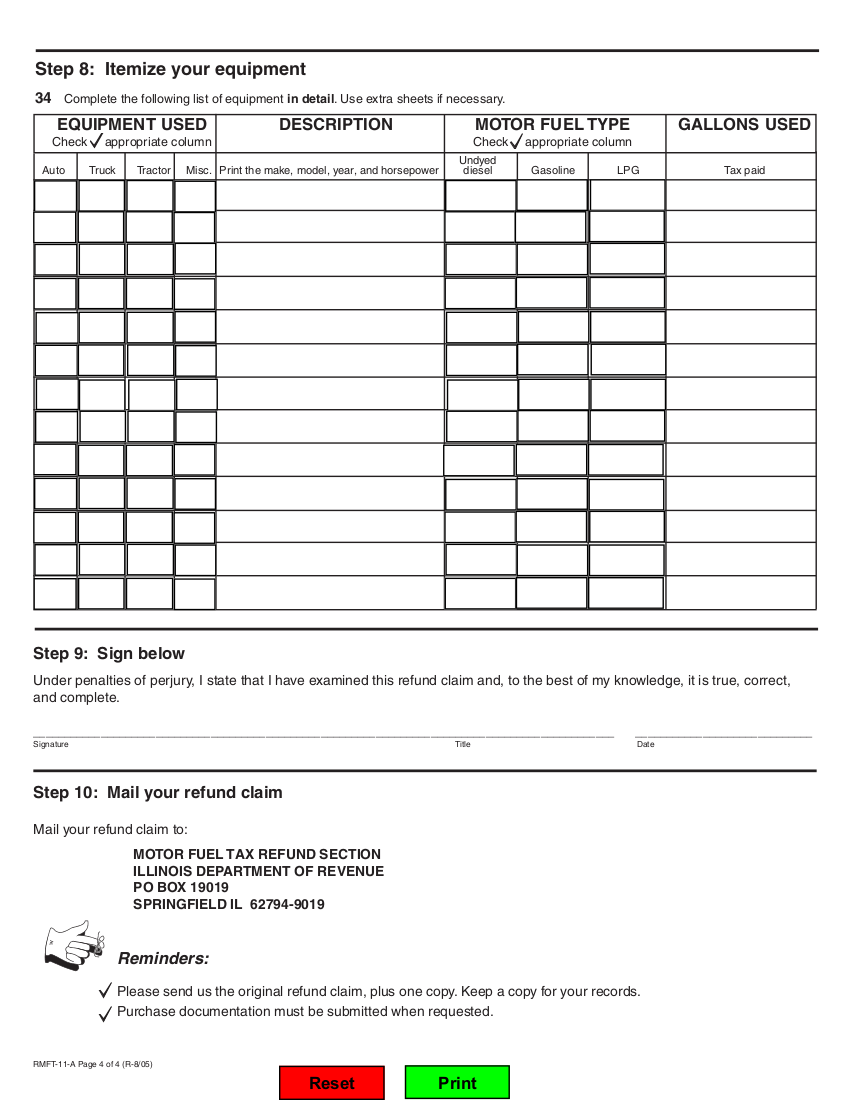 Step 8:  Itemize your equipment
34 Complete the following list of equipment in detail. Use extra sheets if necessary.
EQUIPMENT USED DESCRIPTION MOTOR FUEL TYPE GALLONS USED
Check ✓ appropriate column Check ✓ appropriate column
Auto Truck Tractor Misc. Print the make, model, year, and horsepower Undyed diesel Gasoline LPG Tax paid
Step 9:  Sign below
Under penalties of perjury, I state that I have examined this refund claim and, to the best of my knowledge, it is true, correct,
and complete.
Signature Title Date
Step 10:  Mail your refund claim
Mail your refund claim to:
MOTOR FUEL TAX REFUND SECTION
ILLINOIS DEPARTMENT OF REVENUE
PO BOX 19019
SPRINGFIELD IL  62794-9019
Reminders:
✓ Please send us the original refund claim, plus one copy. Keep a copy for your records.
✓ Purchase documentation must be submitted when requested.
RMFT-11-A Page 4 of 4 (R-8/05)
Reset Print